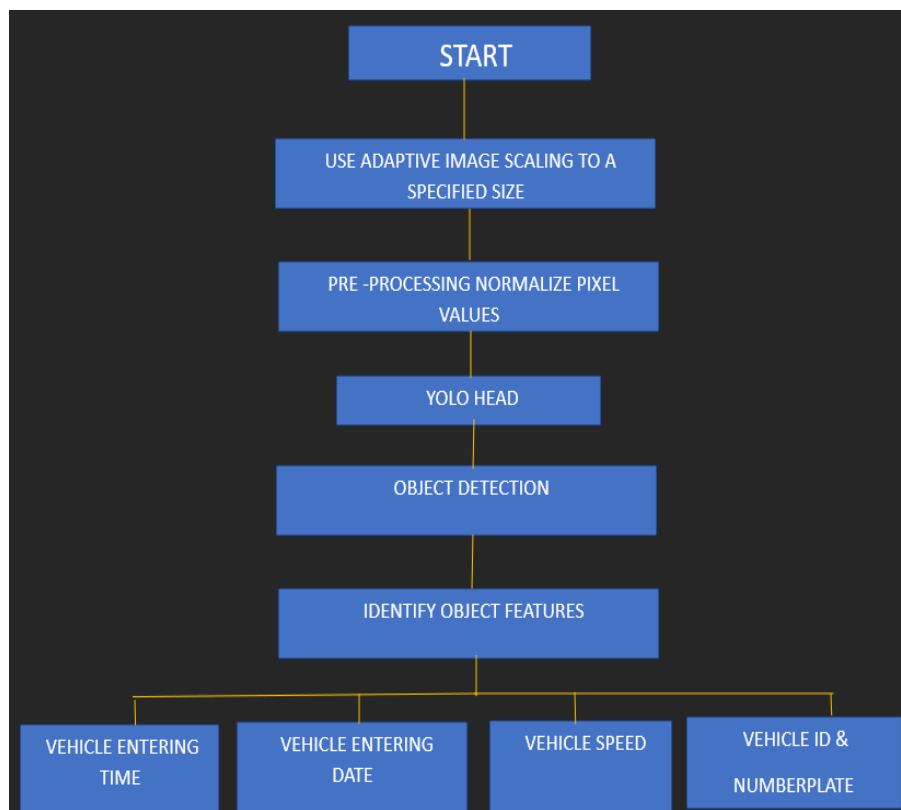 START
USE ADAPTIVE IMAGE SCALING TO A
SPECIFIED SIZE
PRE -PROCESSING NORMALIZE PIXEL
VALUES
YOLO HEAD
OBJECT DETECTION
IDENTIFY OBJECT FEATURES
VEHICLE ENTERING
TIME
VEHICLE ENTERING
DATE
VEHICLE SPEED
VEHICLE ID &
NUMBERPLATE